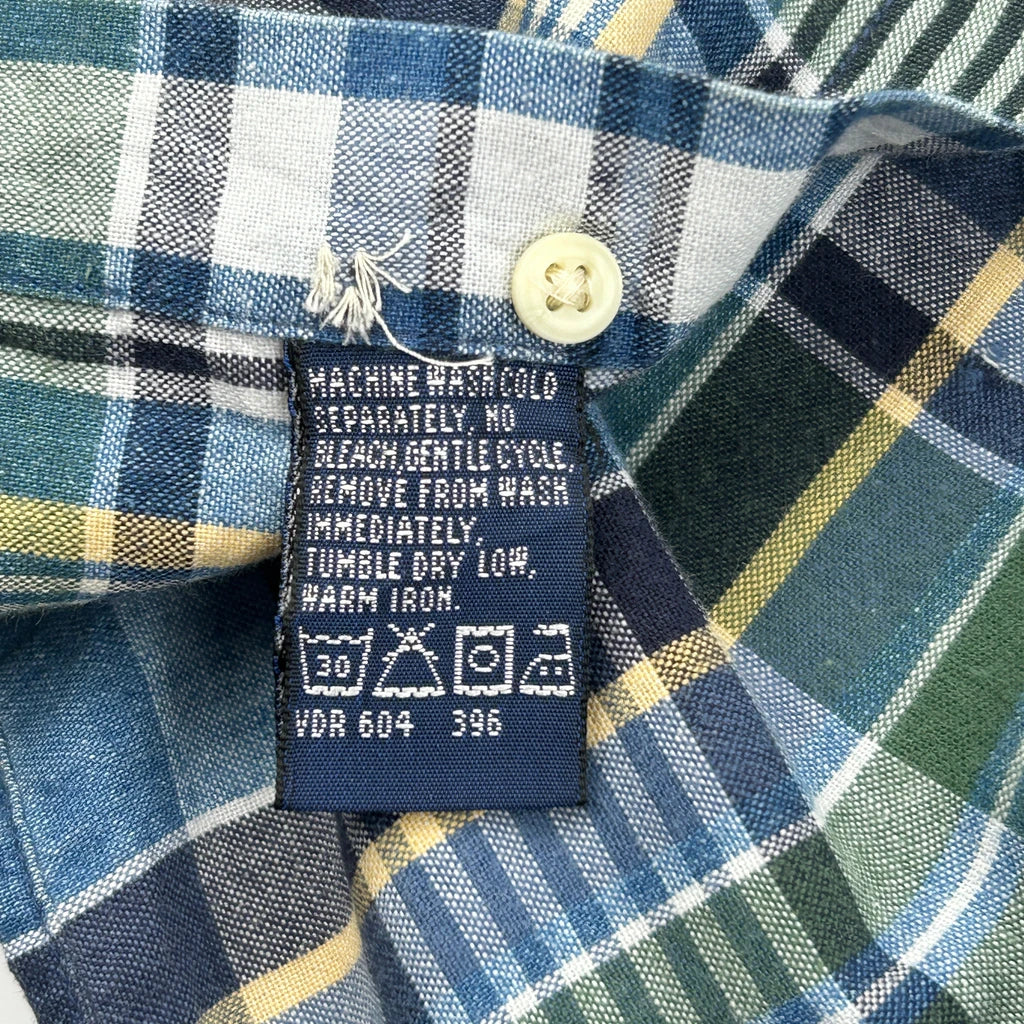 MACHINE WASH COLD
SEPARATELY, NO
BLEACH, GENTLE CYCLE.
REMOVE FROM WASH
IMMEDIATELY,
TUMBLE DRY LOW,
WARM IRON.
30
VDR 604 396